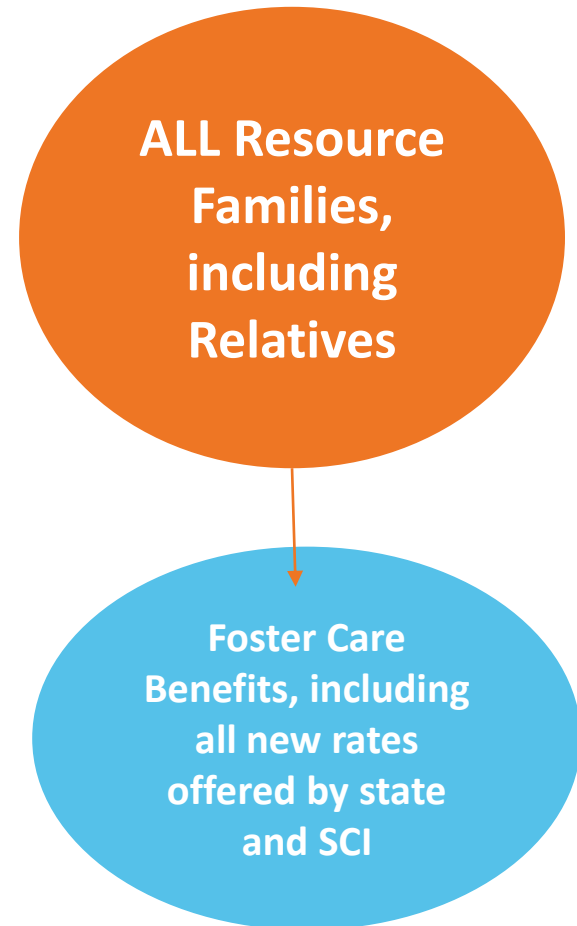 ALL Resource
Families,
including
Relatives
Foster Care
Benefits, including
all new rates
offered by state
and SCI